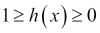 1 ≥ h(x) ≥ 0